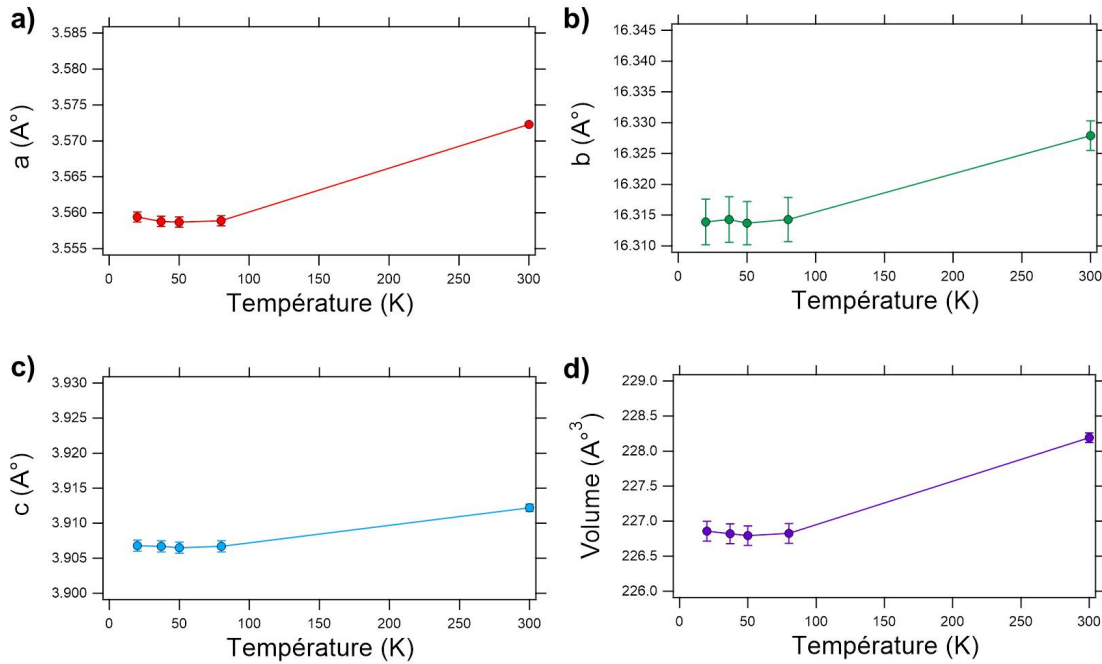 a)
3.585
3.580
3.575
3.570
3.565
3.560
3.555
a (A°)
0 50 100 150 200 250 300
Température (K)
b)
16.345
16.340
16.335
16.330
16.325
16.320
16.315
16.310
b (A°)
0 50 100 150 200 250 300
Température (K)
c)
3.930
3.925
3.920
3.915
3.910
3.905
3.900
c (A°)
0 50 100 150 200 250 300
Température (K)
d)
229.0
228.5
228.0
227.5
227.0
226.5
226.0
Volume (A°³)
0 50 100 150 200 250 300
Température (K)